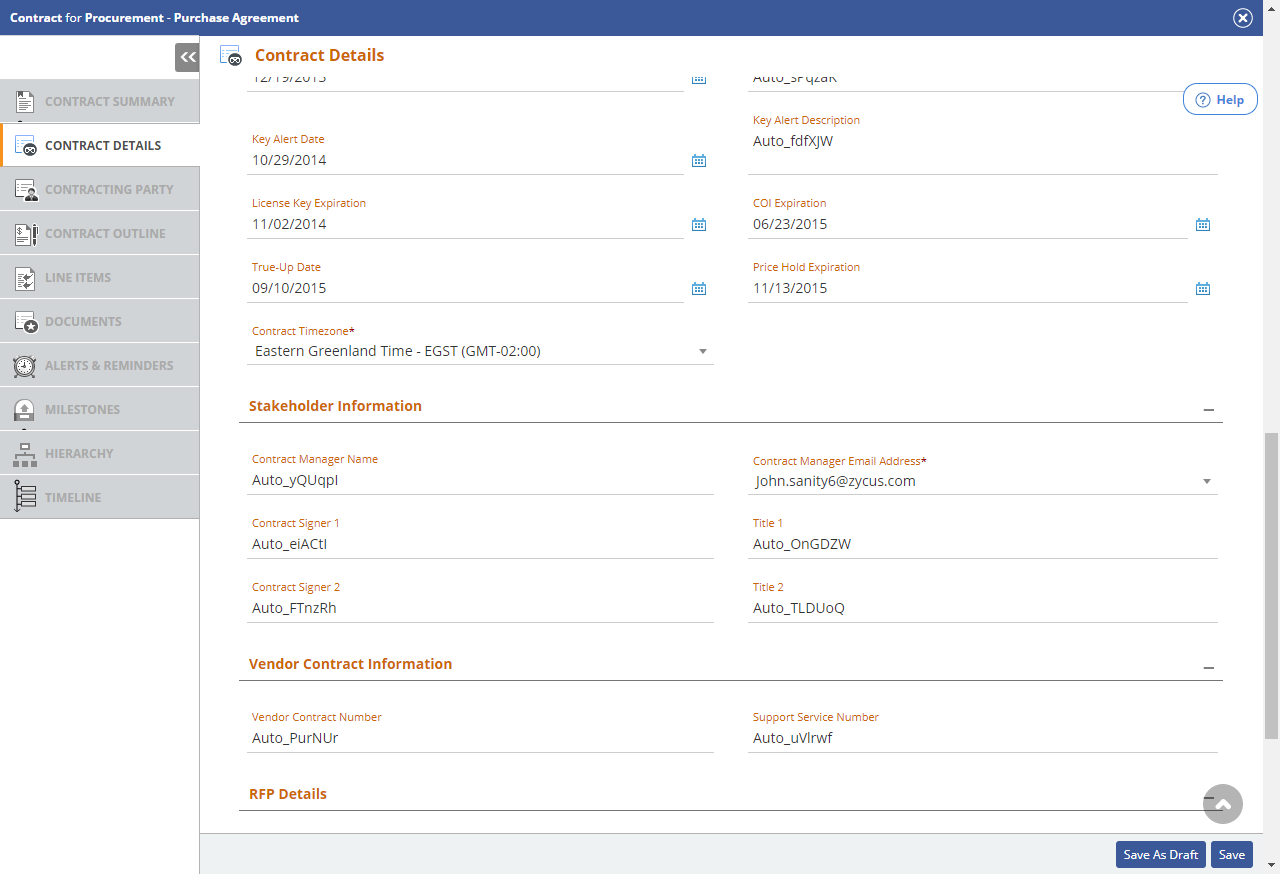 Contract for Procurement - Purchase Agreement
Contract Details
Help
CONTRACT SUMMARY
CONTRACT DETAILS
CONTRACTING PARTY
CONTRACT OUTLINE
LINE ITEMS
DOCUMENTS
ALERTS & REMINDERS
MILESTONES
HIERARCHY
TIMELINE
12/19/2015
Key Alert Date
10/29/2014
Key Alert Description
Auto_fdfXJW
License Key Expiration
11/02/2014
COI Expiration
06/23/2015
True-Up Date
09/10/2015
Price Hold Expiration
11/13/2015
Contract Timezone*
Eastern Greenland Time - EGST (GMT-02:00)
Stakeholder Information
Contract Manager Name
Auto_yQUqpI
Contract Manager Email Address*
John.sanity6@zycus.com
Contract Signer 1
Auto_eiACtI
Title 1
Auto_OnGDZW
Contract Signer 2
Auto_FTnzRh
Title 2
Auto_TLDUoQ
Vendor Contract Information
Vendor Contract Number
Auto_PurNUr
Support Service Number
Auto_uVlrwf
RFP Details
Save As Draft
Save